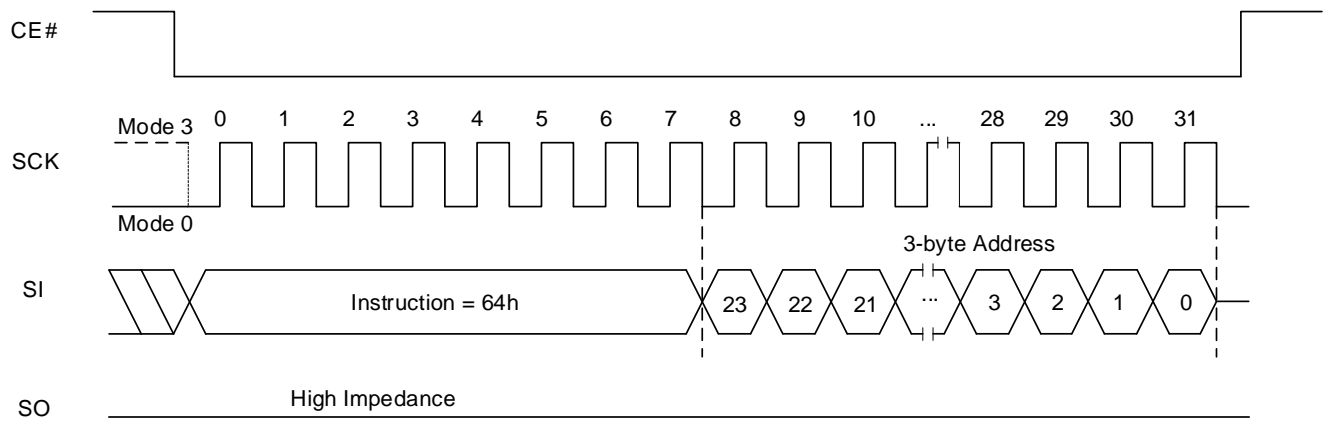 CE#
0 1 2 3 4 5 6 7 8 9 10 ... 28 29 30 31
Mode 3
SCK
Mode 0
3-byte Address
SI
Instruction = 64h
23 22 21 ... 3 2 1 0
High Impedance
SO